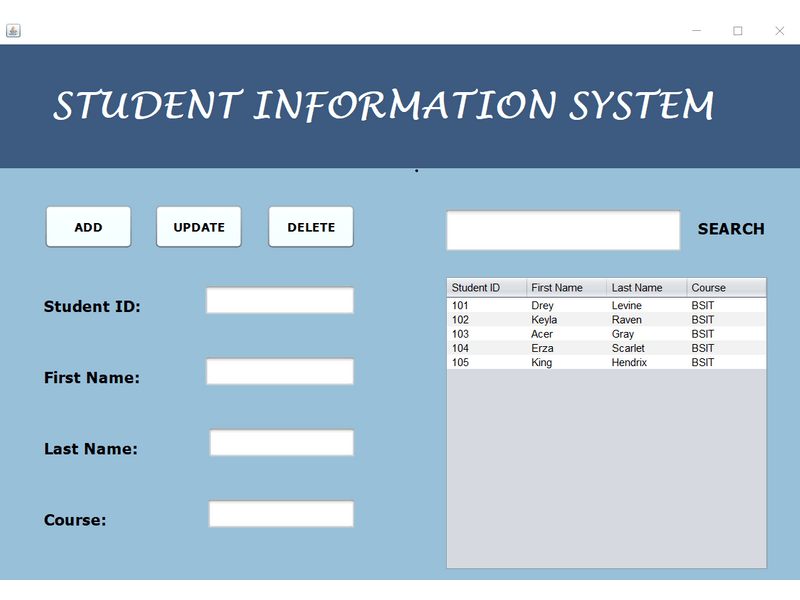 STUDENT INFORMATION SYSTEM
ADD UPDATE DELETE
SEARCH
Student ID:
First Name:
Last Name:
Course:
Student ID First Name Last Name Course
101 Drey Levine BSIT
102 Keyla Raven BSIT
103 Acer Gray BSIT
104 Erza Scarlet BSIT
105 King Hendrix BSIT